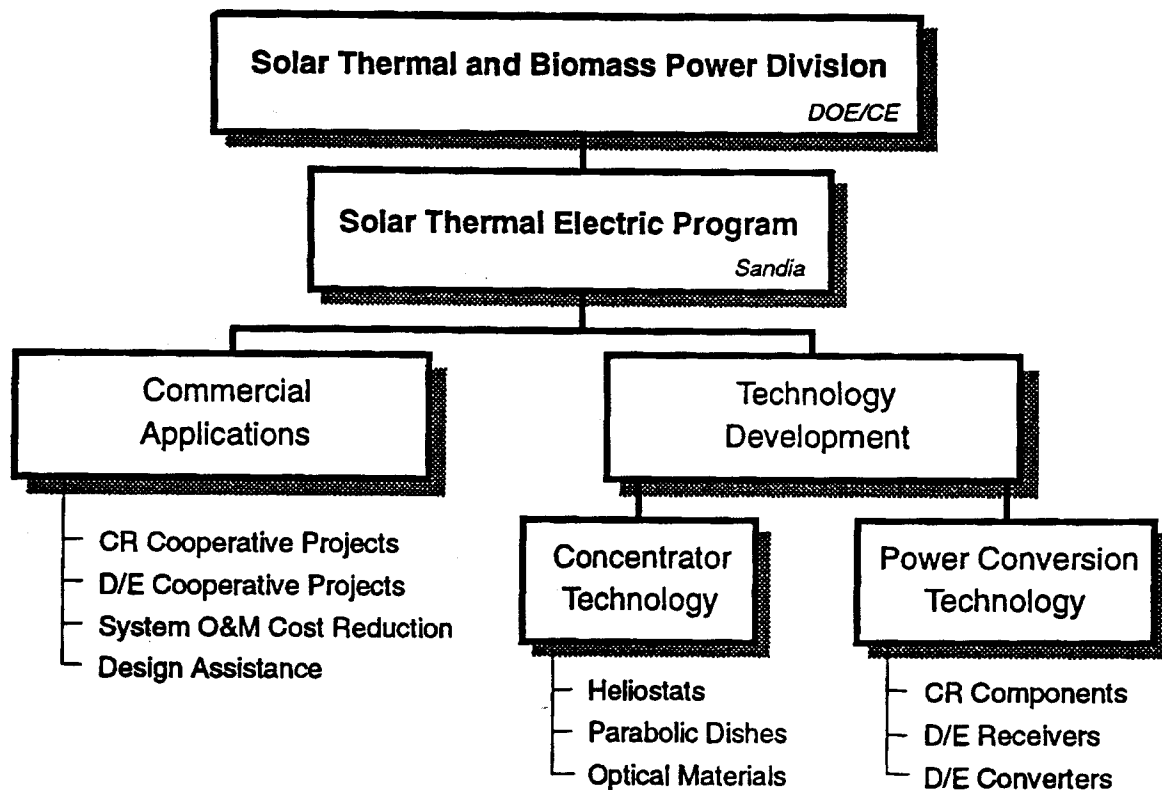 Solar Thermal and Biomass Power Division
DOE/CE
Solar Thermal Electric Program
Sandia
Commercial
Applications
Technology
Development
CR Cooperative Projects
D/E Cooperative Projects
System O&M Cost Reduction
Design Assistance
Concentrator
Technology
Heliostats
Parabolic Dishes
Optical Materials
Power Conversion
Technology
CR Components
D/E Receivers
D/E Converters